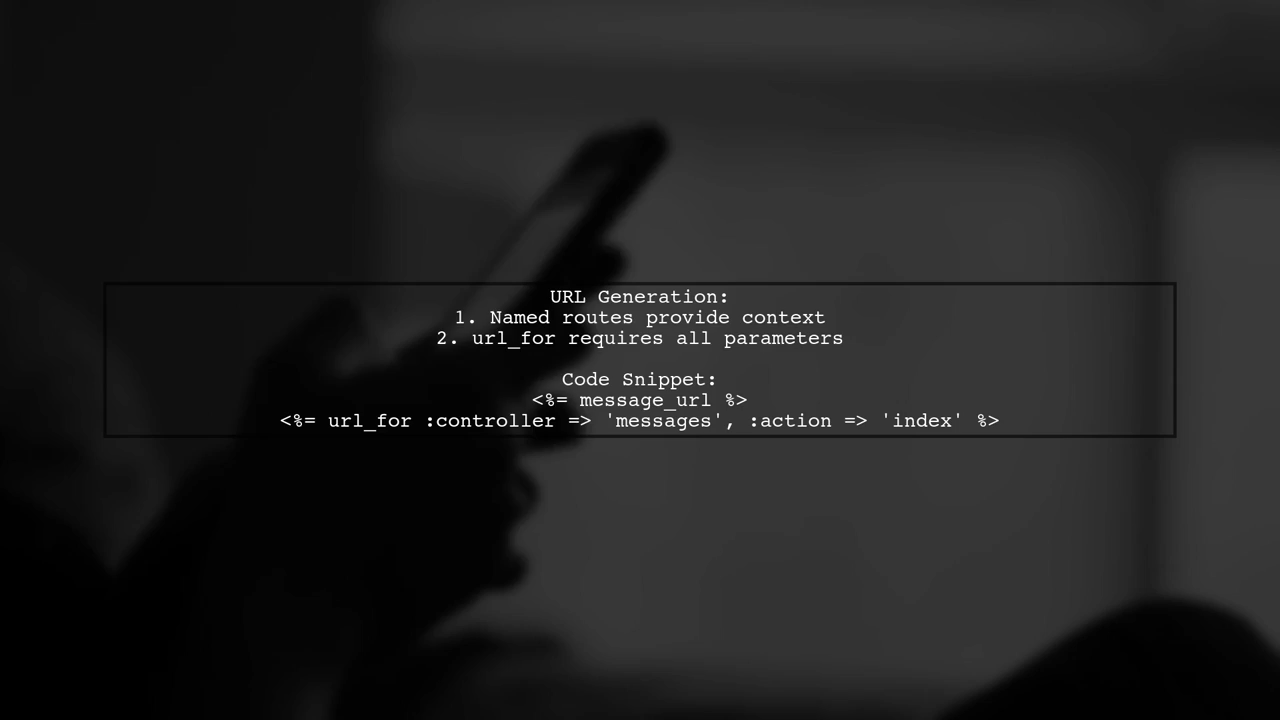 URL Generation:
1. Named routes provide context
2. url_for requires all parameters
Code Snippet:
<%= message_url %>
<%= url_for :controller => 'messages', :action => 'index' %>